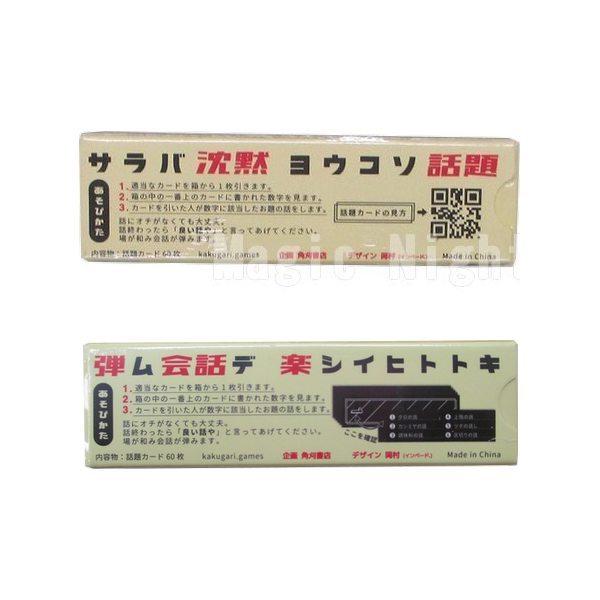 サラバ 沈黙 ヨウコソ 話題
あそびかた
1. 適当なカードを箱から1枚引きます。
2. 箱の中の一番上のカードに書かれた数字を見ます。
3. カードを引いた人が数字に該当したお題の話をします。
話にオチがなくても大丈夫。
話終わったら「良い話や」と言ってあげてください。
場が和み会話が弾みます。
話題カードの見方
内容物:話題カード60枚 kakugari.games 企画 角刈書店 デザイン 岡村(インペード。) Made in China
Magic Night
弾ム会話デ 楽シイヒトトキ
あそびかた
1. 適当なカードを箱から1枚引きます。
2. 箱の中の一番上のカードに書かれた数字を見ます。
3. カードを引いた人が数字に該当したお題の話をします。
話にオチがなくても大丈夫。
話終わったら「良い話や」と言ってあげてください。
場が和み会話が弾みます。
ここを確認
内容物:話題カード60枚 kakugari.games 企画 角刈書店 デザイン 岡村(インペード。) Made in China